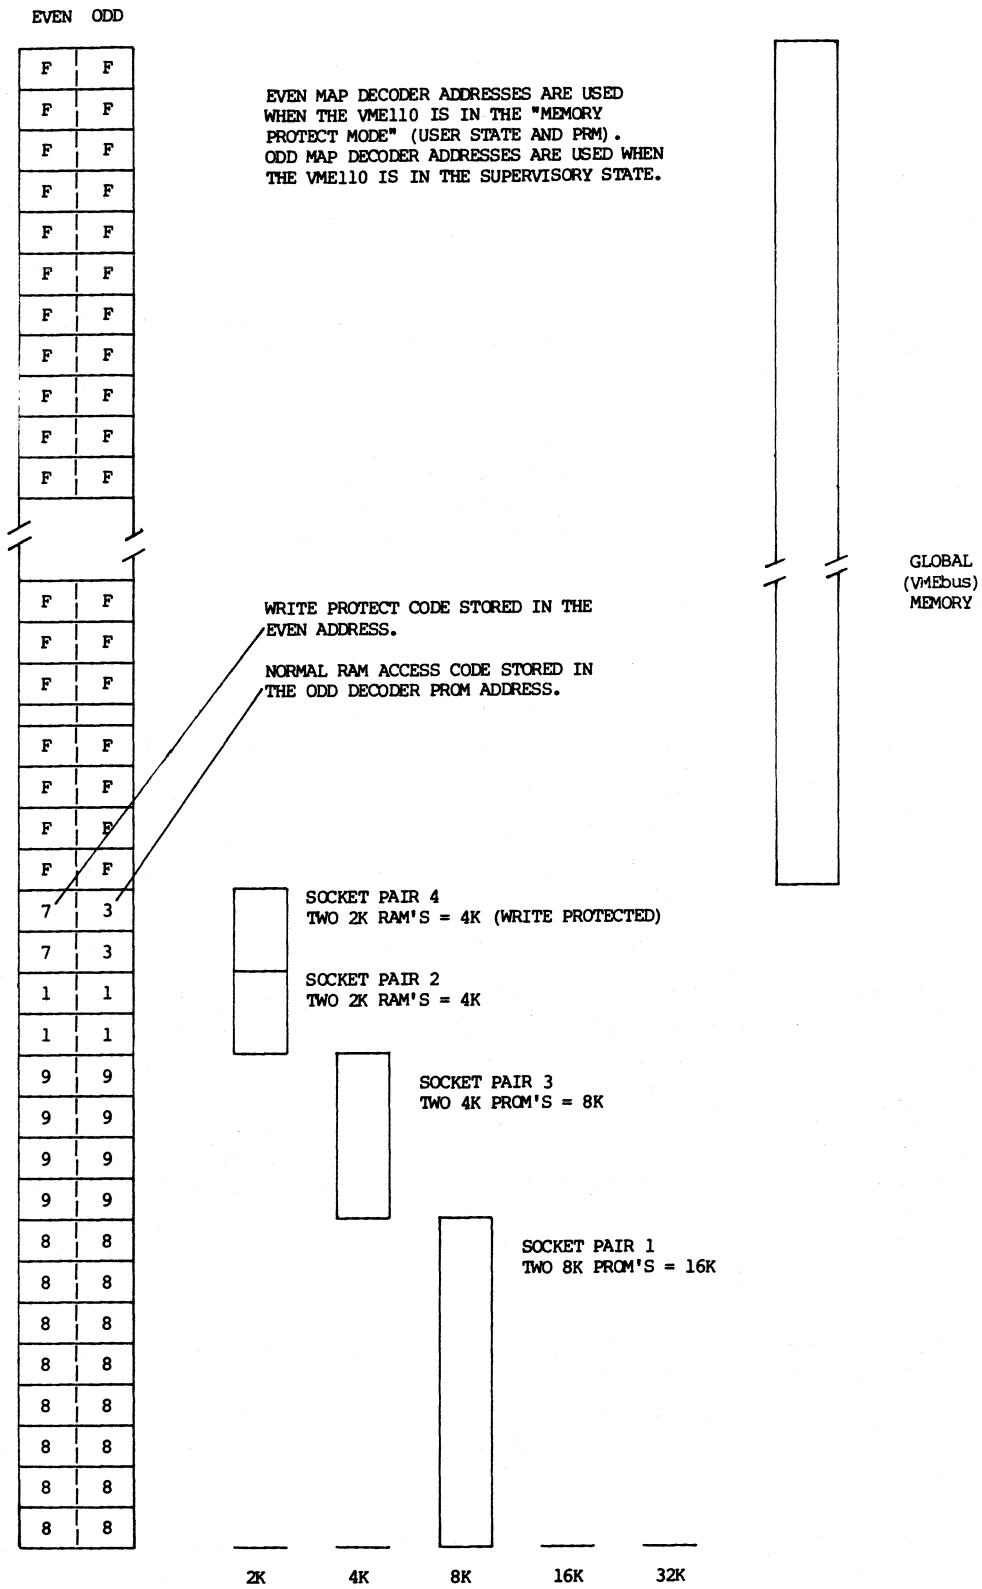 EVEN ODD
F F
F F
F F
F F
F F
F F
F F
F F
F F
F F
F F
EVEN MAP DECODER ADDRESSES ARE USED
WHEN THE VME110 IS IN THE "MEMORY
PROTECT MODE" (USER STATE AND PRM).
ODD MAP DECODER ADDRESSES ARE USED WHEN
THE VME110 IS IN THE SUPERVISORY STATE.
GLOBAL
(VMEbus)
MEMORY
F F
F F
F F
WRITE PROTECT CODE STORED IN THE
EVEN ADDRESS.
NORMAL RAM ACCESS CODE STORED IN
THE ODD DECODER PROM ADDRESS.
F F
F F
F F
F F
7 3
7 3
1 1
1 1
9 9
9 9
9 9
9 9
8 8
8 8
8 8
8 8
8 8
8 8
8 8
8 8
SOCKET PAIR 4
TWO 2K RAM'S = 4K (WRITE PROTECTED)
SOCKET PAIR 2
TWO 2K RAM'S = 4K
SOCKET PAIR 3
TWO 4K PROM'S = 8K
SOCKET PAIR 1
TWO 8K PROM'S = 16K
2K 4K 8K 16K 32K